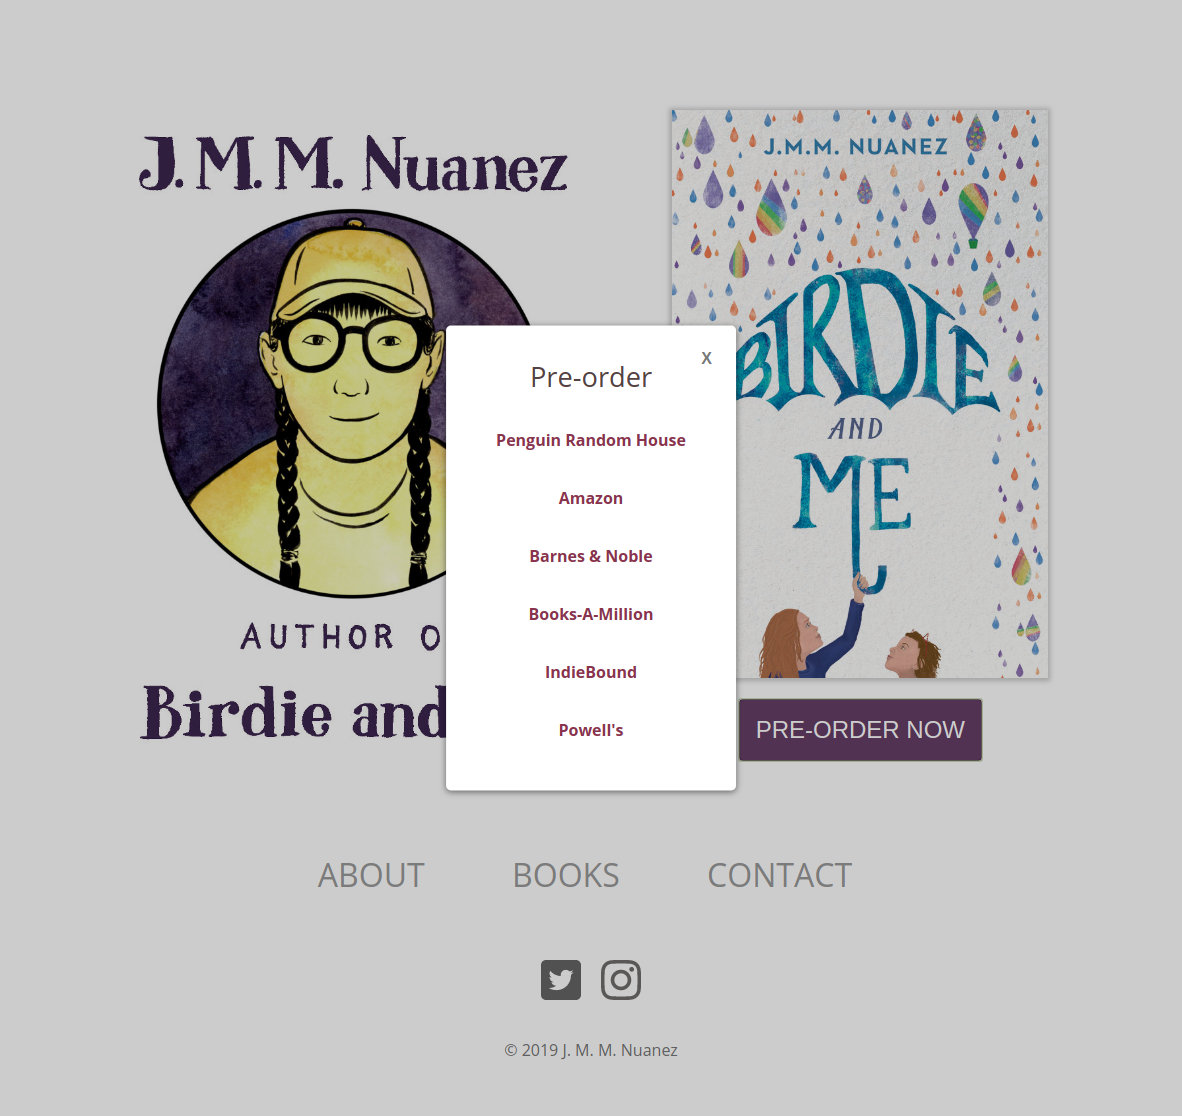 J. M. M. Nuanez
AUTHOR O
Birdie and
J.M.M. NUANEZ
BIRDIE
AND
ME
PRE-ORDER NOW
X
Pre-order
Penguin Random House
Amazon
Barnes & Noble
Books-A-Million
IndieBound
Powell's
ABOUT BOOKS CONTACT
© 2019 J. M. M. Nuanez